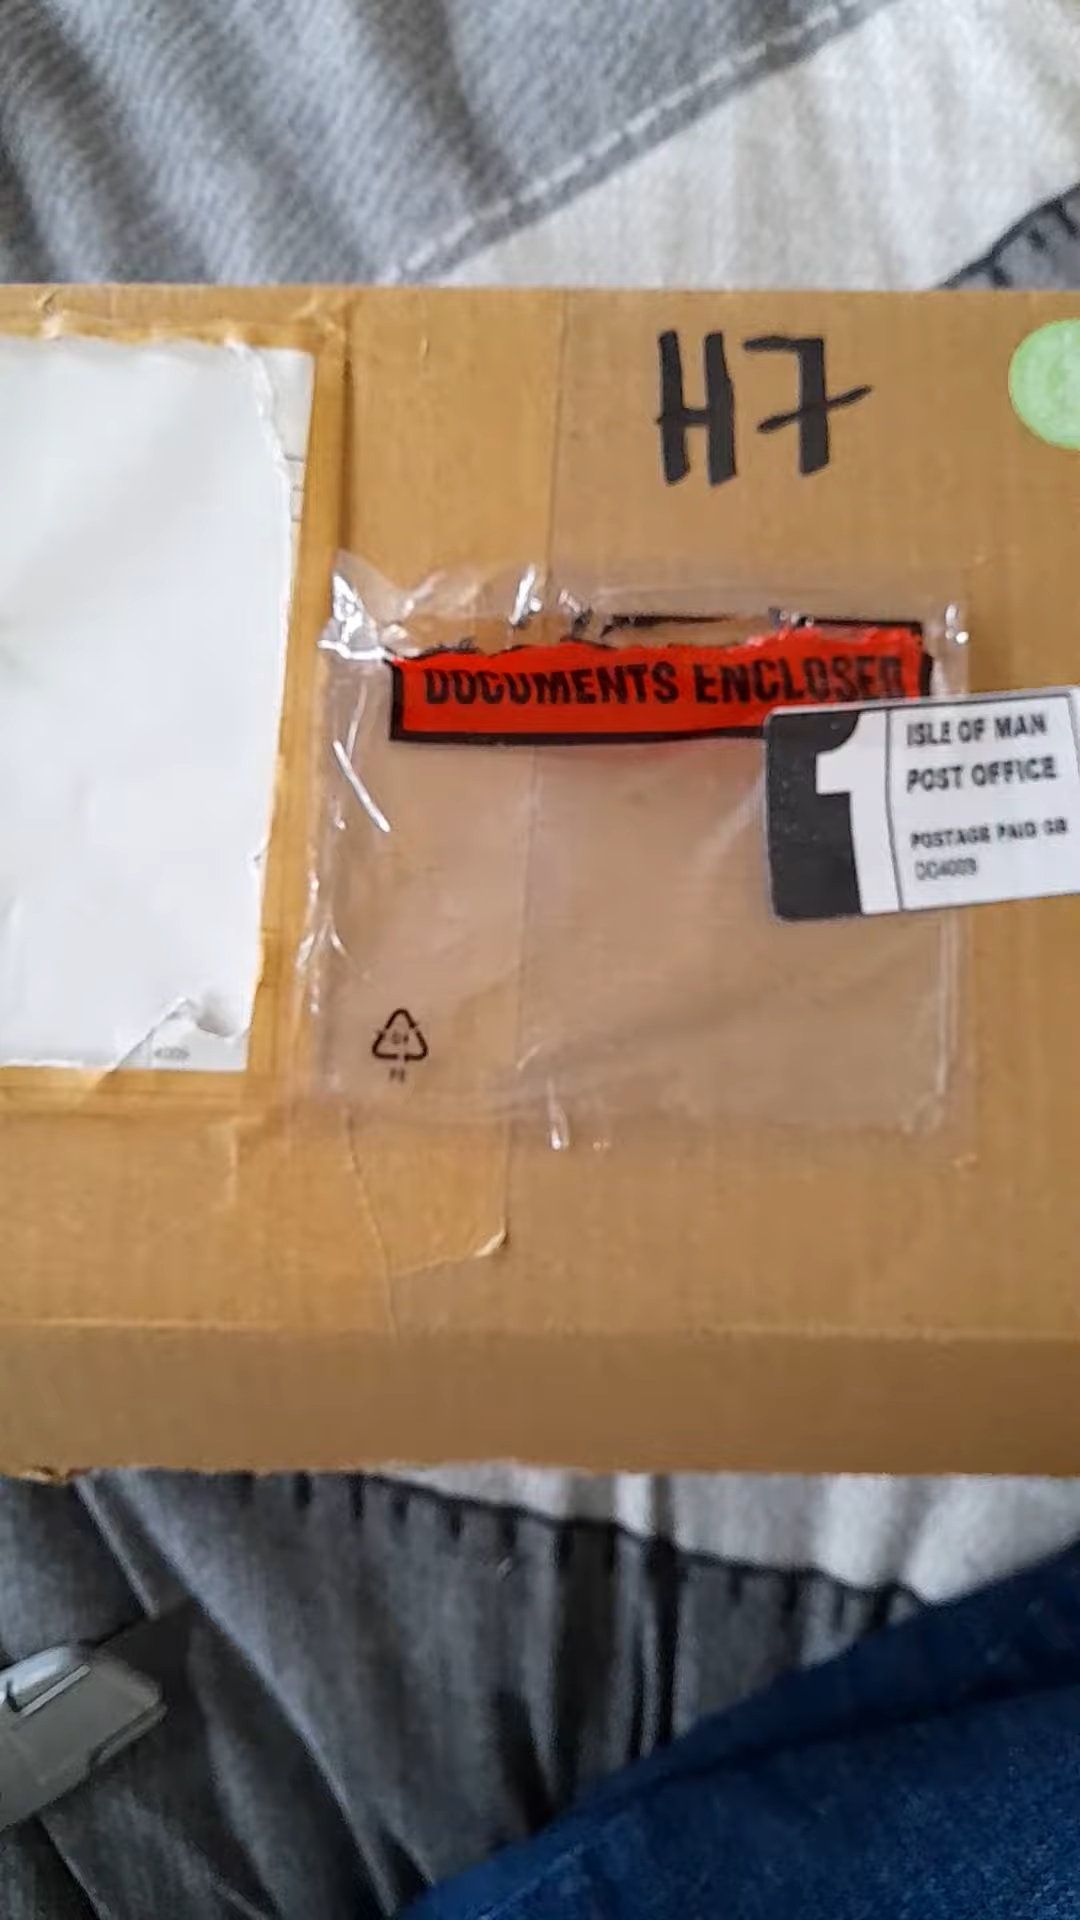 H7
DOCUMENTS ENCLOSED
1
ISLE OF MAN
POST OFFICE
POSTAGE PAID GB